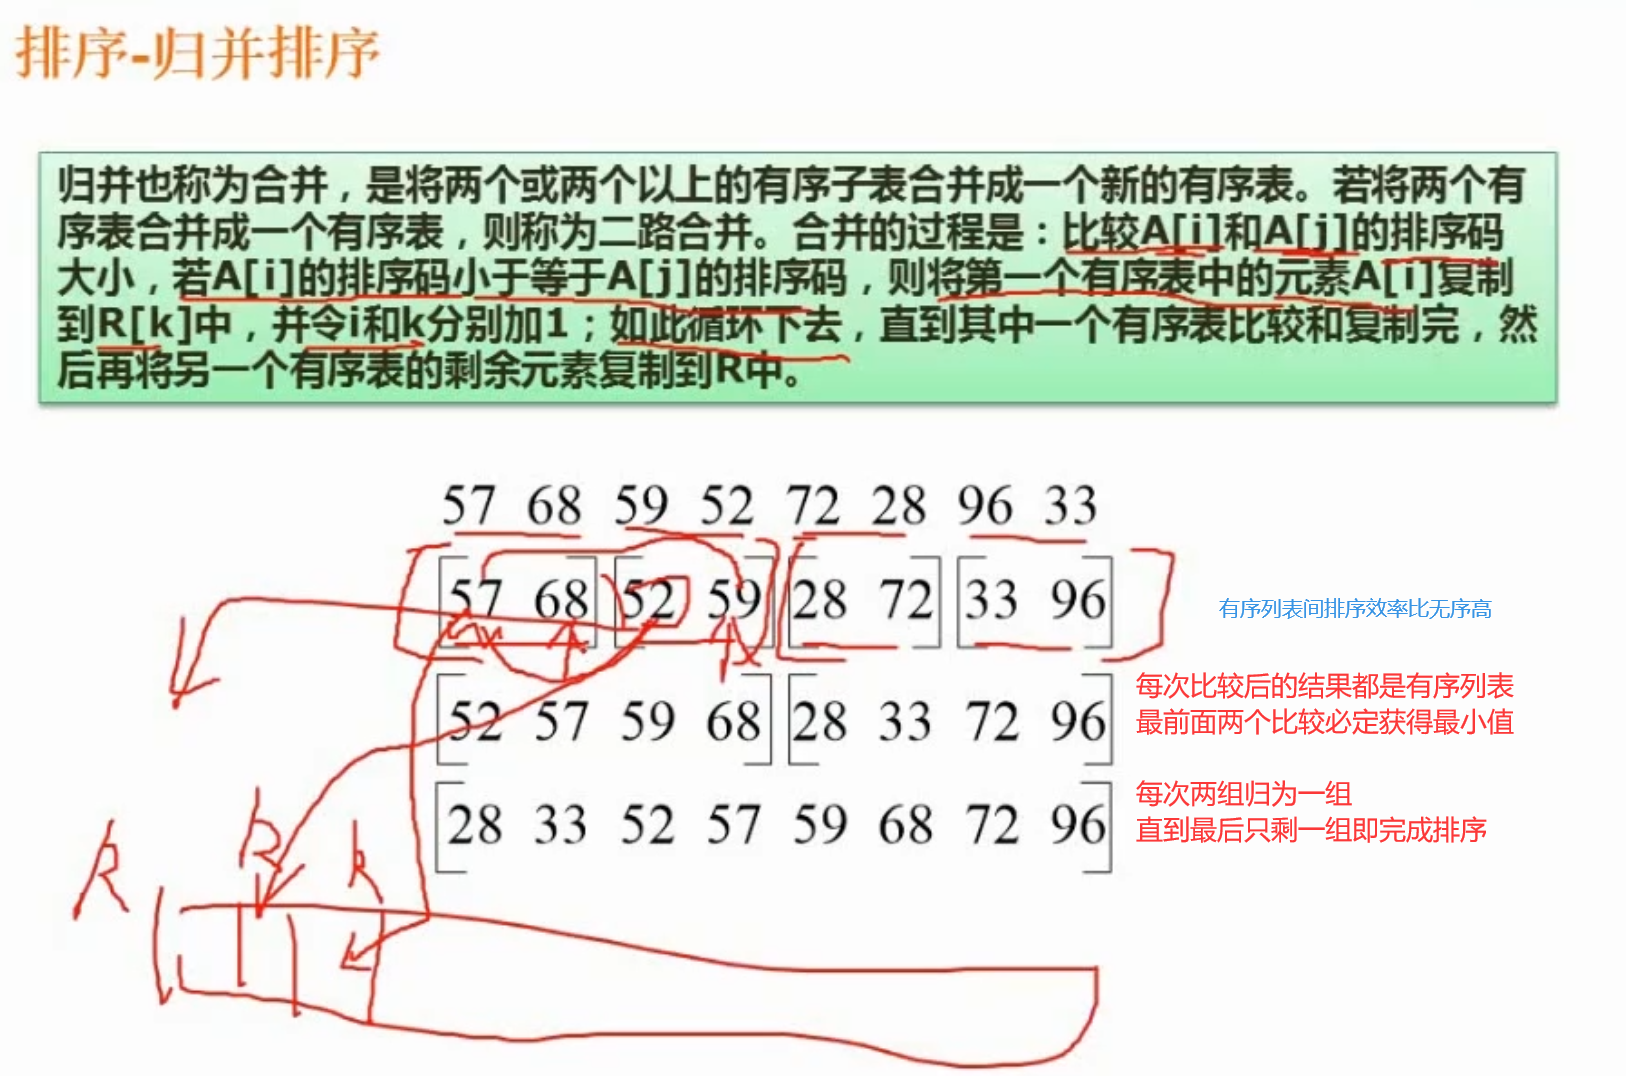 排序-归并排序
归并也称为合并，是将两个或两个以上的有序子表合并成一个新的有序表。若将两个有
序表合并成一个有序表，则称为二路合并。合并的过程是：比较A[i]和A[j]的排序码
大小，若A[i]的排序码小于等于A[j]的排序码，则将第一个有序表中的元素A[i]复制
到R[k]中，并令i和k分别加1；如此循环下去，直到其中一个有序表比较和复制完，然
后再将另一个有序表的剩余元素复制到R中。
57 68 59 52 72 28 96 33
[57 68] [52 59] [28 72] [33 96]
有序列表间排序效率比无序高
[52 57 59 68] [28 33 72 96]
每次比较后的结果都是有序列表
最前面两个比较必定获得最小值
[28 33 52 57 59 68 72 96]
每次两组归为一组
直到最后只剩一组即完成排序
R
k